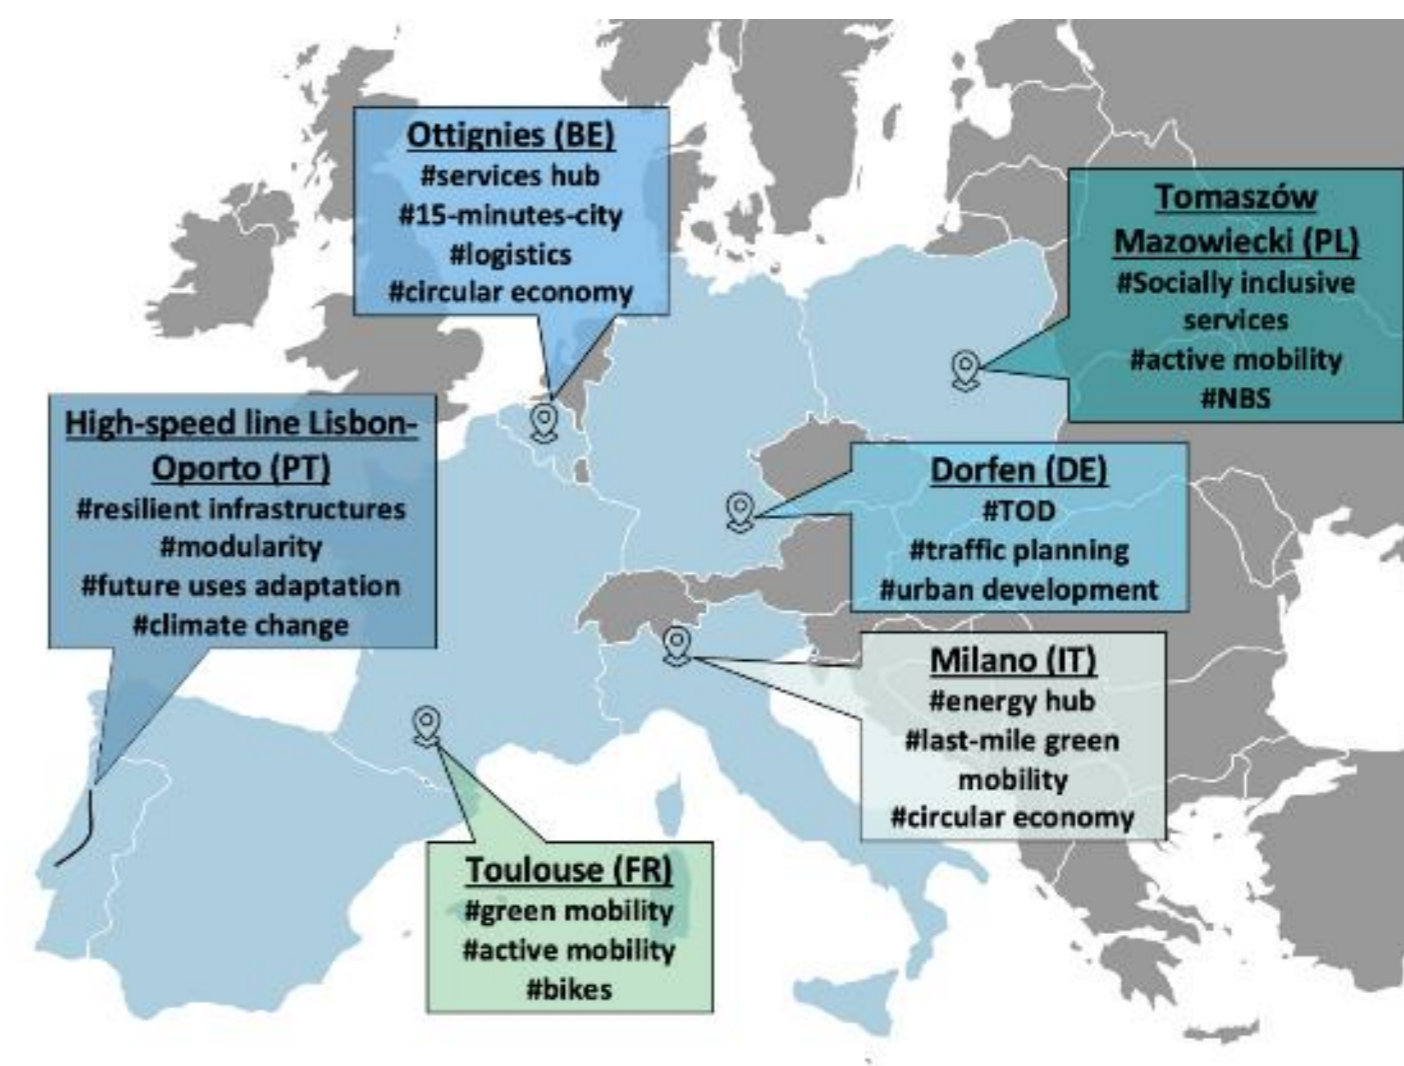 Ottignies (BE)
#services hub
#15-minutes-city
#logistics
#circular economy
Tomaszów
Mazowiecki (PL)
#Socially inclusive
services
#active mobility
#NBS
High-speed line Lisbon-
Oporto (PT)
#resilient infrastructures
#modularity
#future uses adaptation
#climate change
Dorfen (DE)
#TOD
#traffic planning
#urban development
Milano (IT)
#energy hub
#last-mile green
mobility
#circular economy
Toulouse (FR)
#green mobility
#active mobility
#bikes